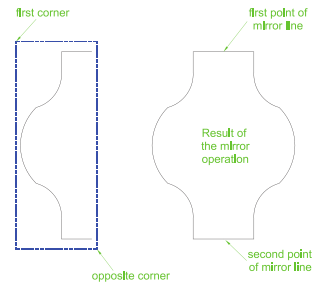 first corner
first point of
mirror line
Result of
the mirror
operation
second point
of mirror line
opposite corner